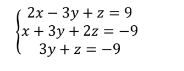 2x − 3y + z = 9
x + 3y + 2z = −9
3y + z = −9